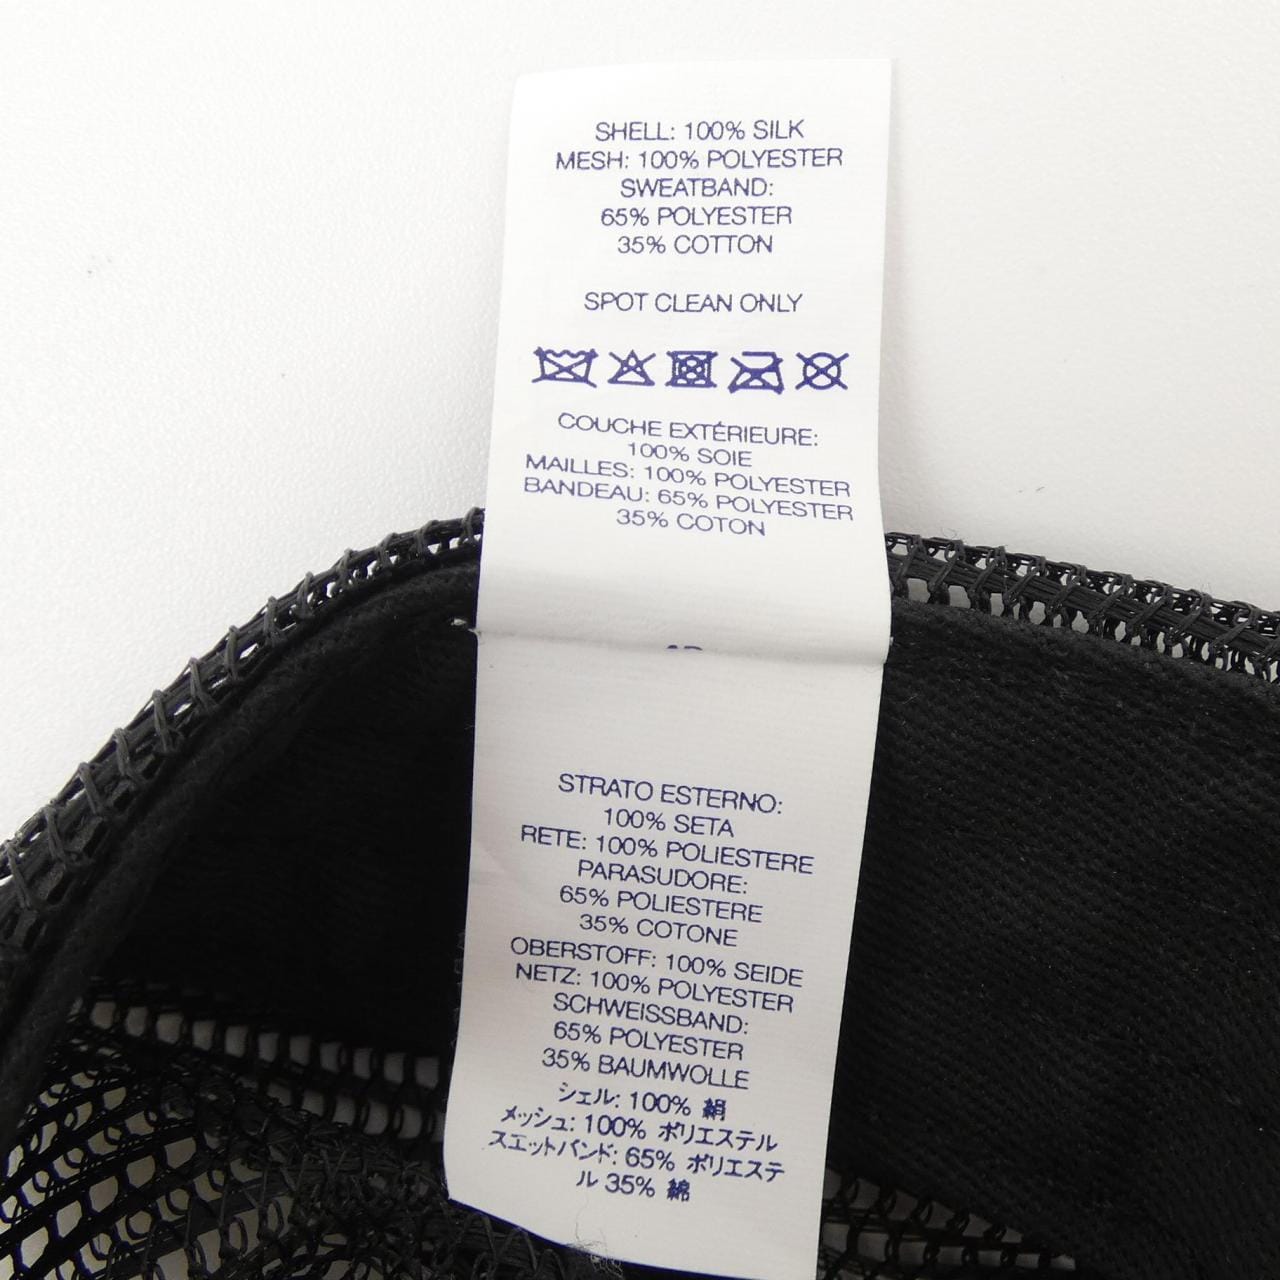 SHELL: 100% SILK
MESH: 100% POLYESTER
SWEATBAND:
65% POLYESTER
35% COTTON
SPOT CLEAN ONLY
COUCHE EXTÉRIEURE:
100% SOIE
MAILLES: 100% POLYESTER
BANDEAU: 65% POLYESTER
35% COTON
STRATO ESTERNO:
100% SETA
RETE: 100% POLIESTERE
PARASUDORE:
65% POLIESTERE
35% COTONE
OBERSTOFF: 100% SEIDE
NETZ: 100% POLYESTER
SCHWEISSBAND:
65% POLYESTER
35% BAUMWOLLE
シェル: 100% 絹
メッシュ: 100% ポリエステル
スエットバンド: 65% ポリエステ
ル 35% 綿